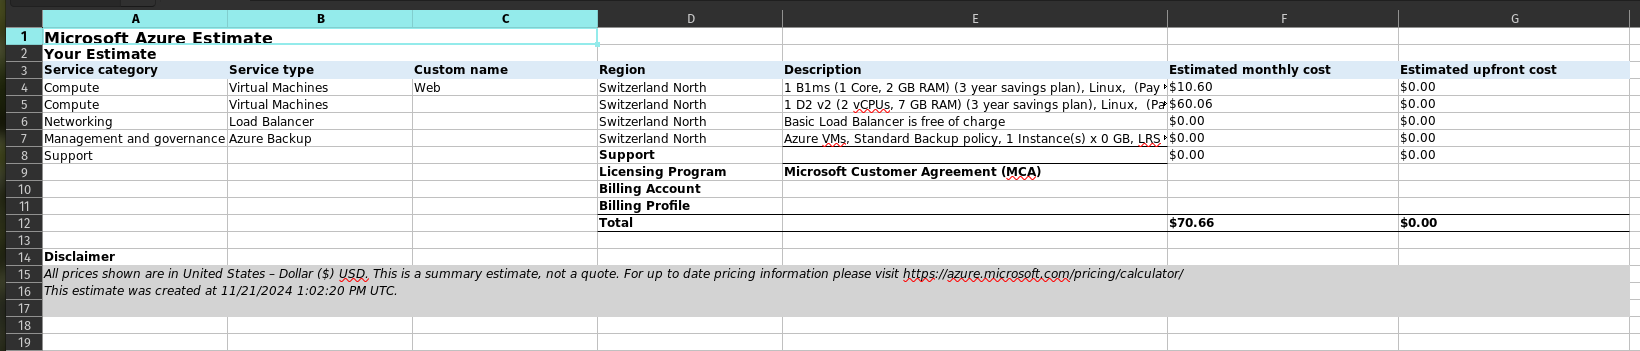 A B C D E F G
1 Microsoft Azure Estimate
2 Your Estimate
3 Service category Service type Custom name Region Description Estimated monthly cost Estimated upfront cost
4 Compute Virtual Machines Web Switzerland North 1 B1ms (1 Core, 2 GB RAM) (3 year savings plan), Linux, (Pay $10.60 $0.00
5 Compute Virtual Machines Switzerland North 1 D2 v2 (2 vCPUs, 7 GB RAM) (3 year savings plan), Linux, (Pa $60.06 $0.00
6 Networking Load Balancer Switzerland North Basic Load Balancer is free of charge $0.00 $0.00
7 Management and governance Azure Backup Switzerland North Azure VMs, Standard Backup policy, 1 Instance(s) x 0 GB, LRS $0.00 $0.00
8 Support Support $0.00 $0.00
9 Licensing Program Microsoft Customer Agreement (MCA)
10 Billing Account
11 Billing Profile
12 Total $70.66 $0.00
13
14 Disclaimer
15 All prices shown are in United States – Dollar ($) USD. This is a summary estimate, not a quote. For up to date pricing information please visit https://azure.microsoft.com/pricing/calculator/
16 This estimate was created at 11/21/2024 1:02:20 PM UTC.
17
18
19